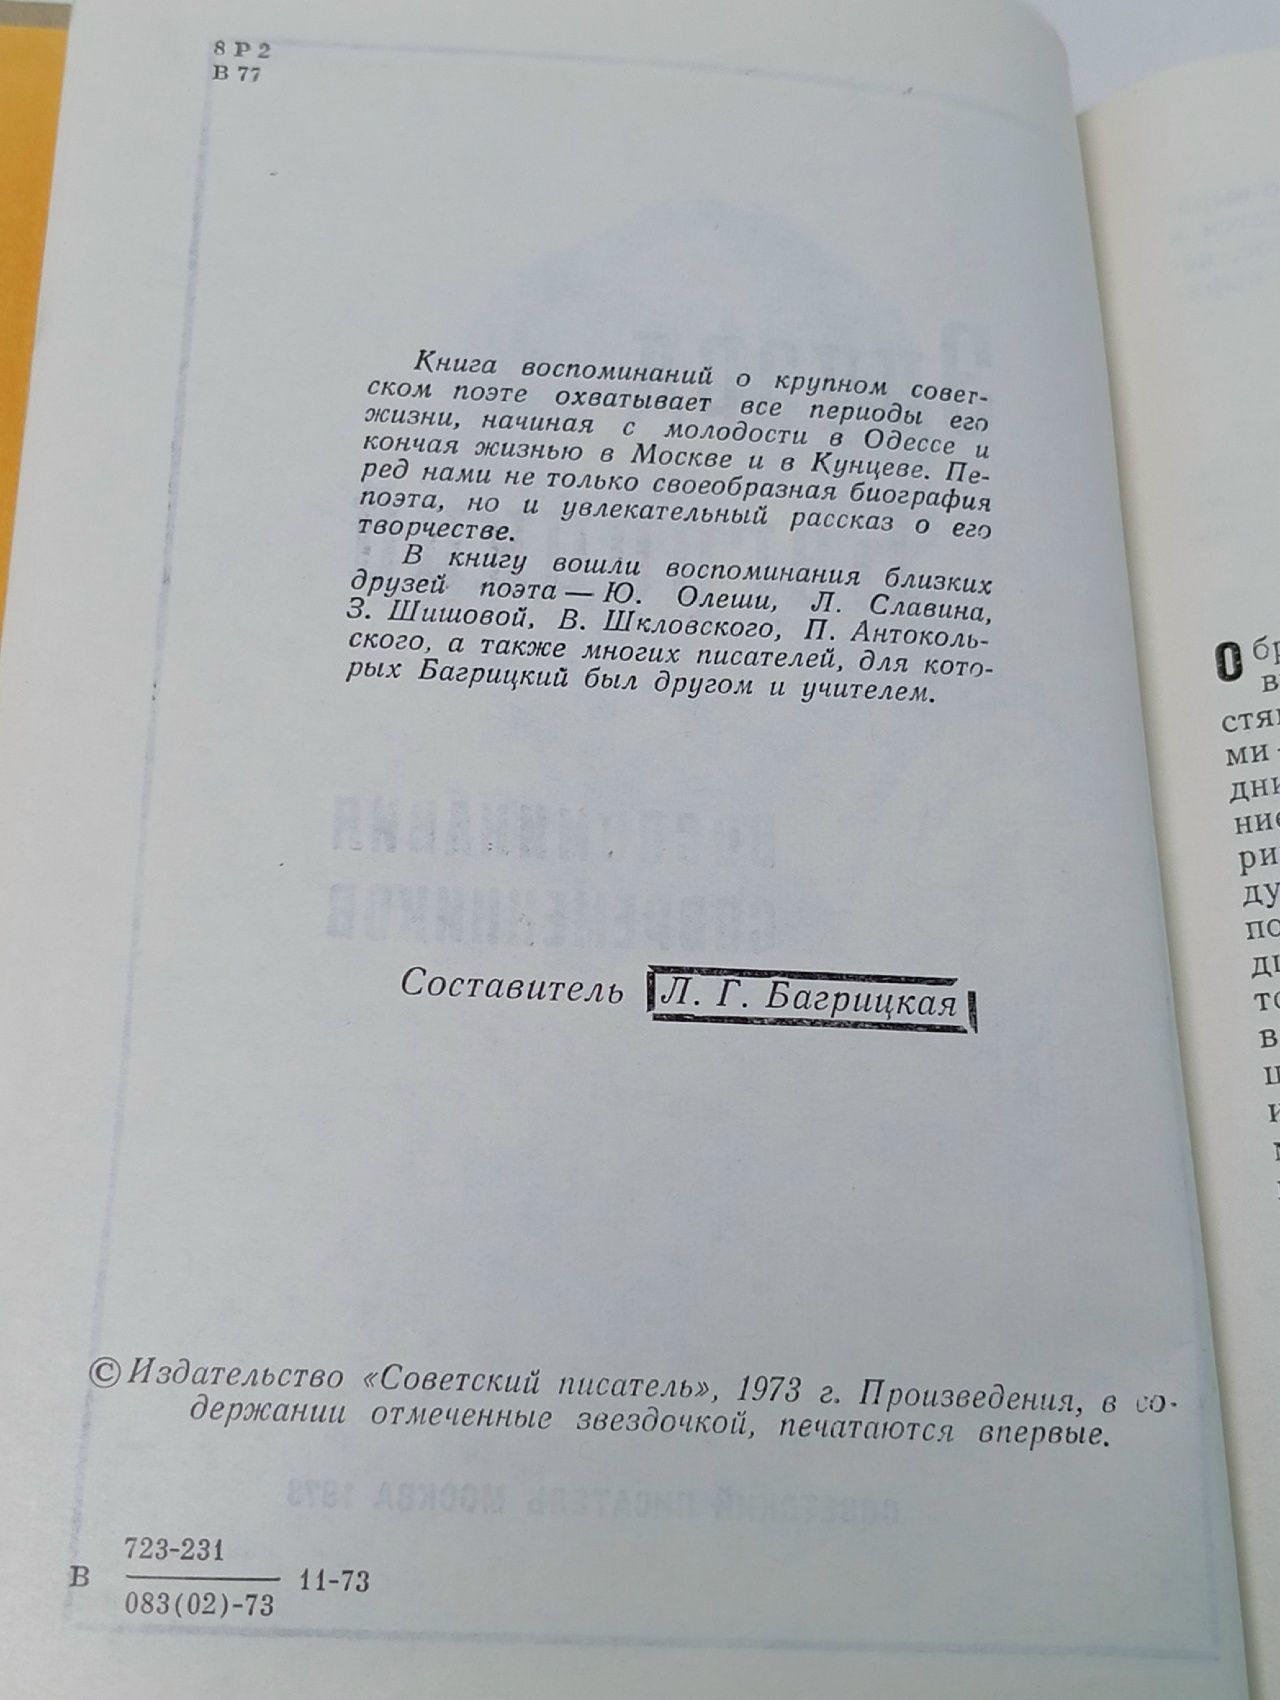 8 Р 2
В 77
Книга воспоминаний о крупном совет-
ском поэте охватывает все периоды его
жизни, начиная с молодости в Одессе и
кончая жизнью в Москве и в Кунцеве. Пе-
ред нами не только своеобразная биография
поэта, но и увлекательный рассказ о его
творчестве.
В книгу вошли воспоминания близких
друзей поэта — Ю. Олеши, Л. Славина,
З. Шишовой, В. Шкловского, П. Антоколь-
ского, а также многих писателей, для кото-
рых Багрицкий был другом и учителем.
Составитель Л. Г. Багрицкая
© Издательство «Советский писатель», 1973 г. Произведения, в со-
держании отмеченные звездочкой, печатаются впервые.
В 723-231
083(02)-73 11-73